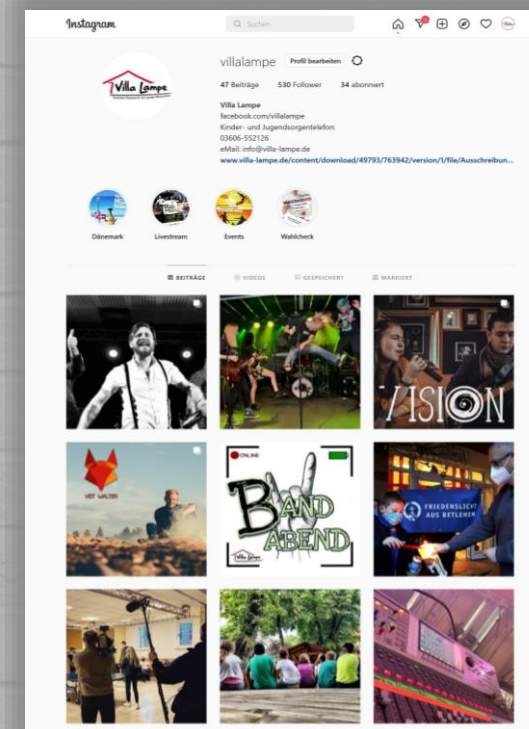 Instagram
Suchen
Villa Lampe
villalampe Profil bearbeiten
47 Beiträge 530 Follower 34 abonniert
Villa Lampe
facebook.com/villalampe
Kinder- und Jugendsorgentelefon:
03606-552126
eMail: info@villa-lampe.de
www.villa-lampe.de/content/download/49793/763942/version/1/file/Ausschreibun...
Dänemark Livestream Events Wahlcheck
BEITRÄGE VIDEOS GESPEICHERT MARKIERT
VISION
VEIT WALTER
ONLINE
BAND
ABEND
Villa Lampe
FRIEDENSLICHT
AUS BETLEHEM